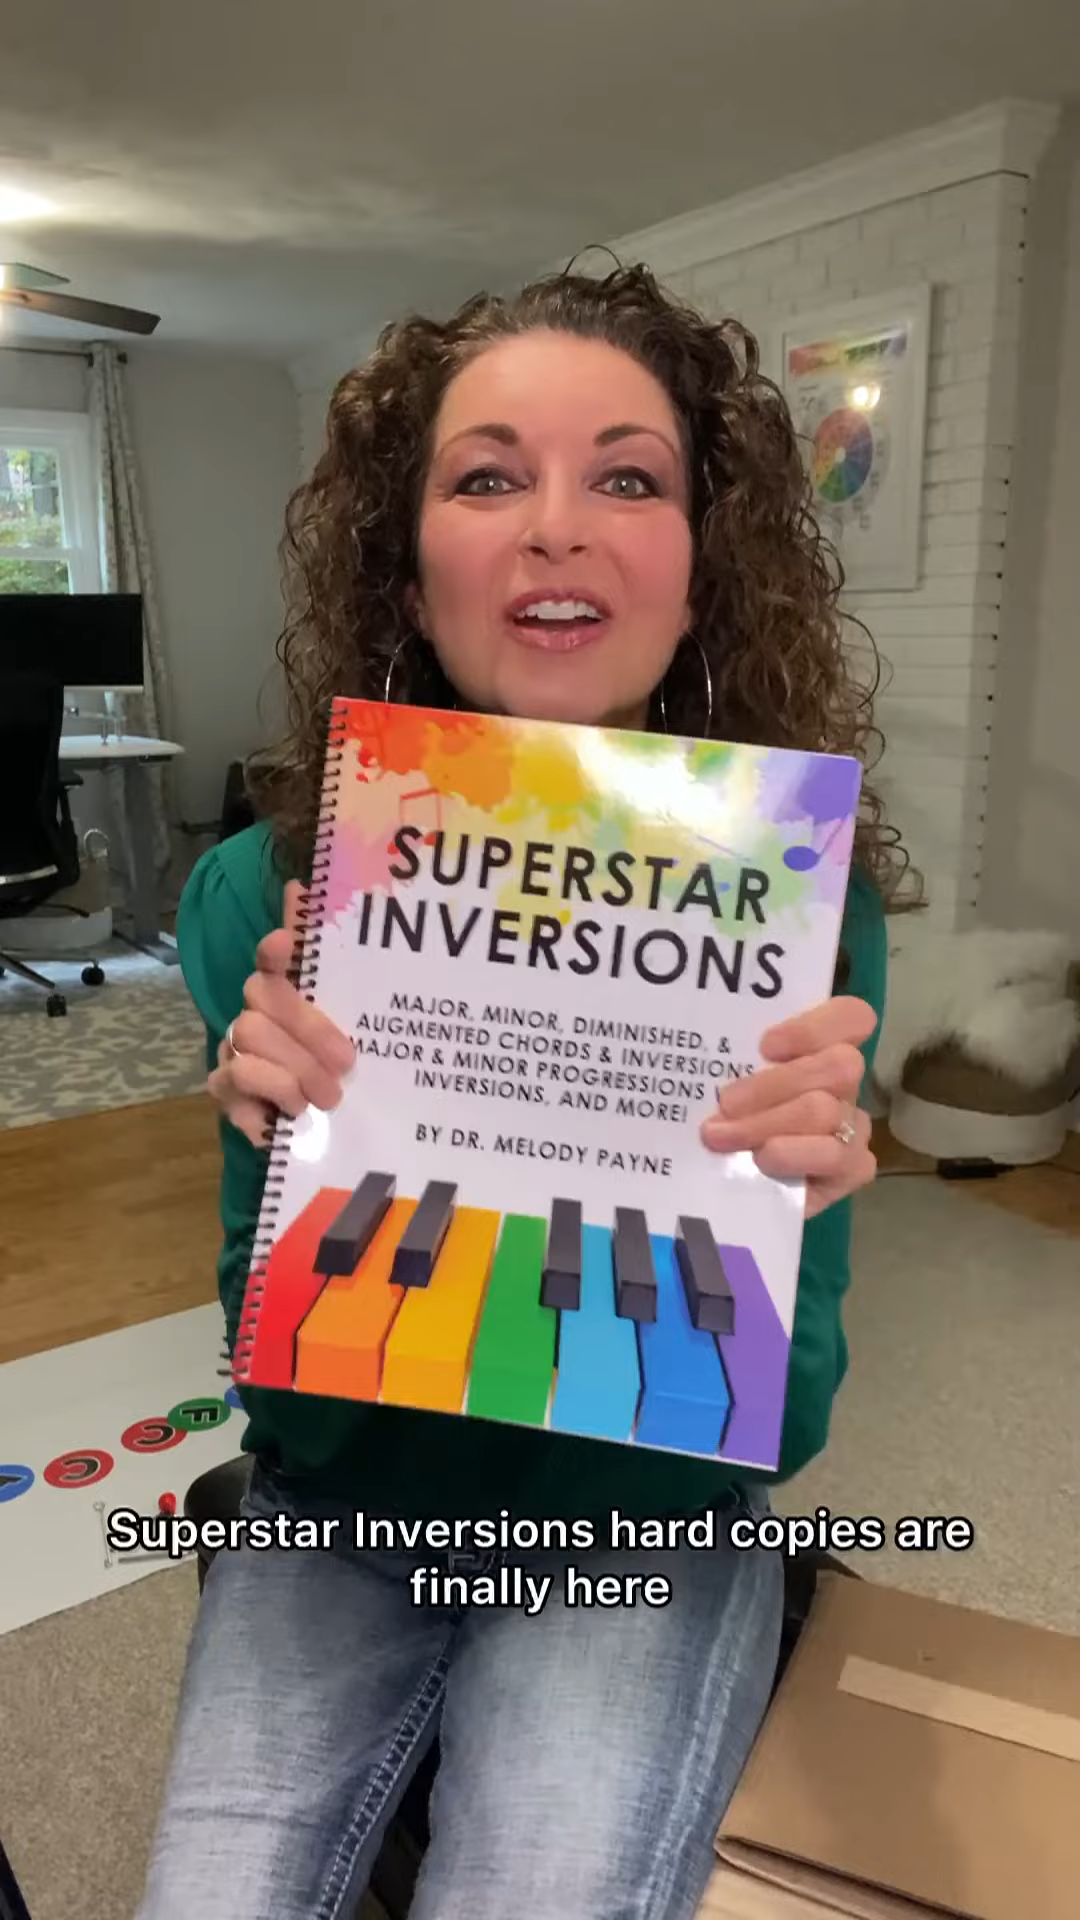 SUPERSTAR
INVERSIONS
MAJOR, MINOR, DIMINISHED, &
AUGMENTED CHORDS & INVERSIONS
MAJOR & MINOR PROGRESSIONS
INVERSIONS, AND MORE!
BY DR. MELODY PAYNE
F
C
C
Superstar Inversions hard copies are
finally here